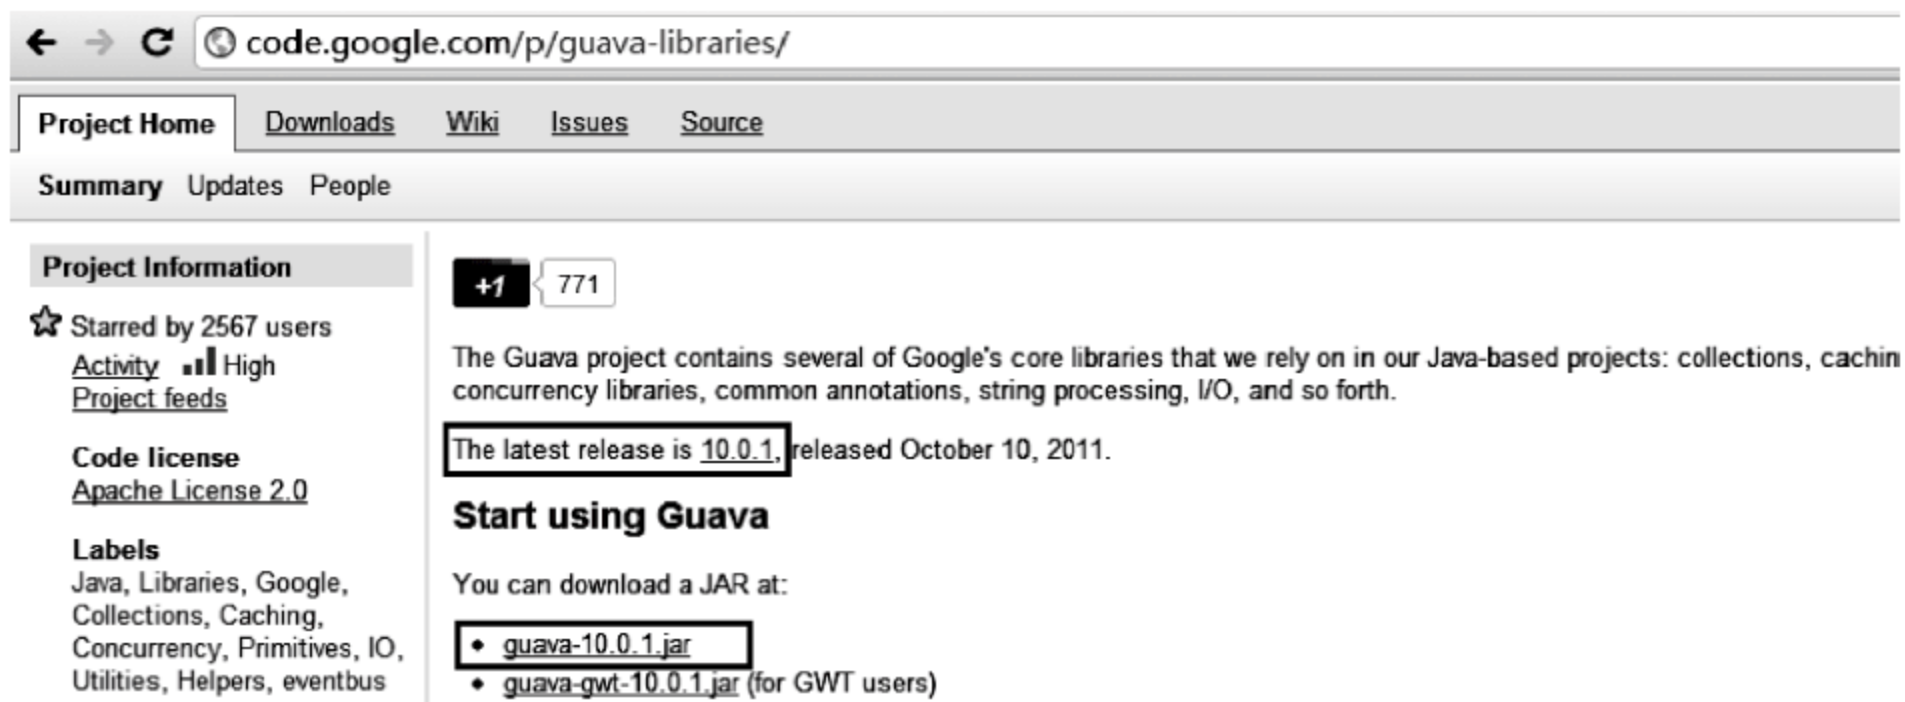 code.google.com/p/guava-libraries/
Project Home Downloads Wiki Issues Source
Summary Updates People
Project Information
Starred by 2567 users
Activity High
Project feeds
Code license
Apache License 2.0
Labels
Java, Libraries, Google,
Collections, Caching,
Concurrency, Primitives, IO,
Utilities, Helpers, eventbus
+1 771
The Guava project contains several of Google's core libraries that we rely on in our Java-based projects: collections, cachin
concurrency libraries, common annotations, string processing, I/O, and so forth.
The latest release is 10.0.1, released October 10, 2011.
Start using Guava
You can download a JAR at:
• guava-10.0.1.jar
• guava-gwt-10.0.1.jar (for GWT users)